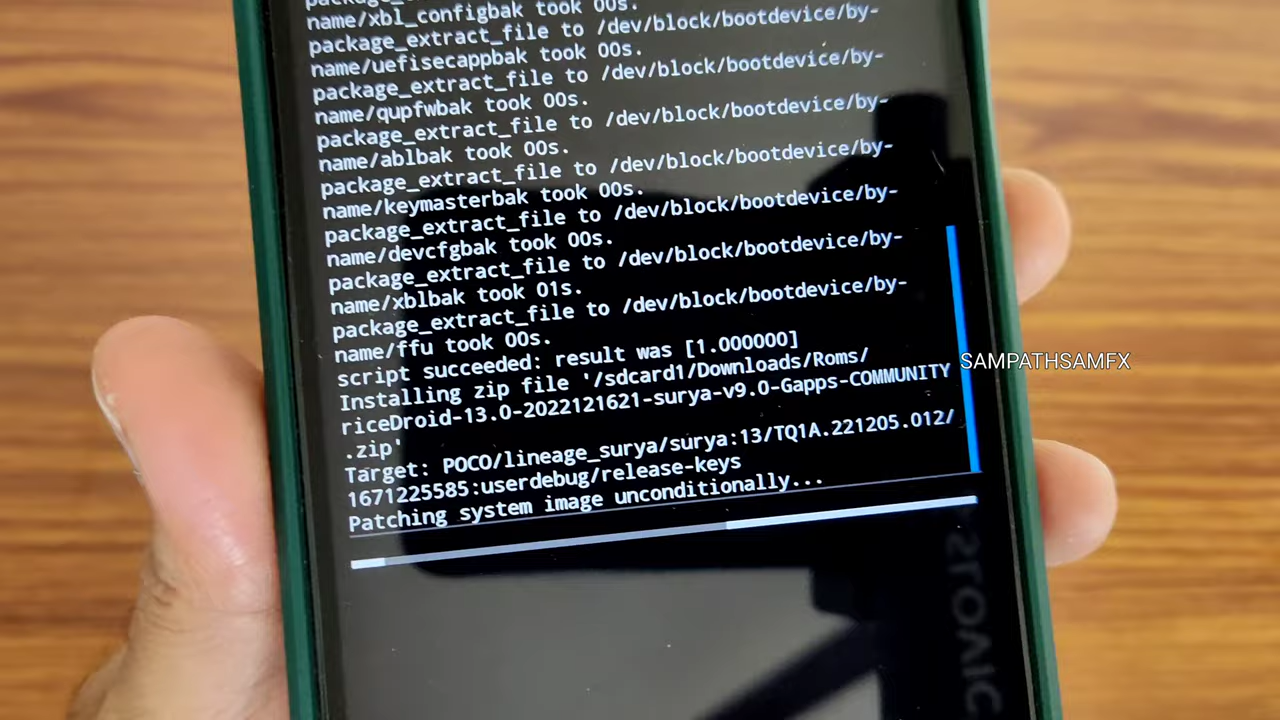 name/xbl_configbak took 00s.
package_extract_file to /dev/block/bootdevice/by-
name/uefisecappbak took 00s.
package_extract_file to /dev/block/bootdevice/by-
name/qupfwbak took 00s.
package_extract_file to /dev/block/bootdevice/by-
name/ablbak took 00s.
package_extract_file to /dev/block/bootdevice/by-
name/keymasterbak took 00s.
package_extract_file to /dev/block/bootdevice/by-
name/devcfgbak took 00s.
package_extract_file to /dev/block/bootdevice/by-
name/xblbak took 01s.
package_extract_file to /dev/block/bootdevice/by-
name/ffu took 00s.
script succeeded: result was [1.000000]
Installing zip file '/sdcard1/Downloads/Roms/
riceDroid-13.0-2022121621-surya-v9.0-Gapps-COMMUNITY
.zip'
Target: POCO/lineage_surya/surya:13/TQ1A.221205.012/
1671225585:userdebug/release-keys
Patching system image unconditionally...
SAMPATHSAMFX